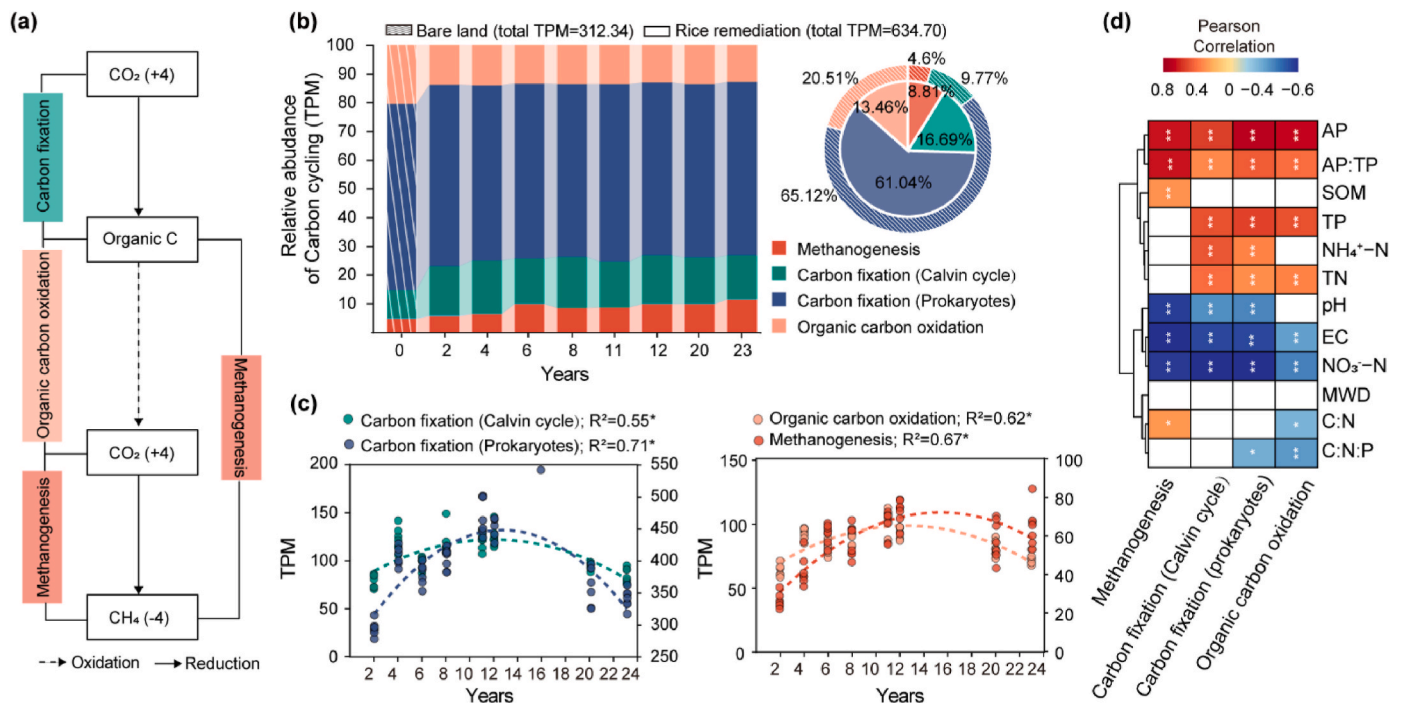 (a)
CO₂ (+4)
Carbon fixation
Organic C
Organic carbon oxidation
Methanogenesis
CO₂ (+4)
Methanogenesis
CH₄ (-4)
Oxidation
Reduction
(b)
Bare land (total TPM=312.34)
Rice remediation (total TPM=634.70)
Relative abudance
of Carbon cycling (TPM)
100
90
80
70
60
50
40
30
20
10
0 2 4 6 8 11 12 20 23
Years
4.6%
9.77%
20.51%
8.81%
13.46%
16.69%
61.04%
65.12%
Methanogenesis
Carbon fixation (Calvin cycle)
Carbon fixation (Prokaryotes)
Organic carbon oxidation
(c)
Carbon fixation (Calvin cycle); R²=0.55*
Carbon fixation (Prokaryotes); R²=0.71*
TPM
200
150
100
50
0
550
500
450
400
350
300
250
2 4 6 8 10 12 14 16 18 20 22 24
Years
Organic carbon oxidation; R²=0.62*
Methanogenesis; R²=0.67*
TPM
150
100
50
0
100
80
60
40
20
0
2 4 6 8 10 12 14 16 18 20 22 24
Years
(d)
Pearson
Correlation
0.8 0.4 -0.4 -0.6
** ** ** ** AP
** ** ** ** AP:TP
** SOM
** ** ** TP
** ** NH₄⁺–N
** ** ** TN
** ** ** pH
** ** ** ** EC
** ** ** ** NO₃⁻–N
MWD
* * C:N
* ** C:N:P
Methanogenesis
Carbon fixation (Calvin cycle)
Carbon fixation (prokaryotes)
Organic carbon oxidation